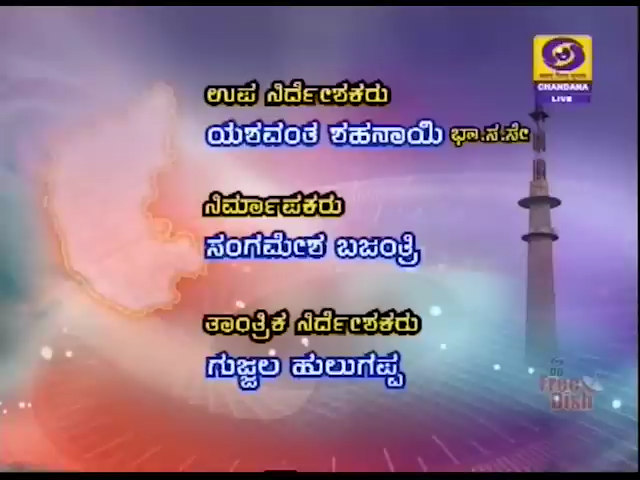 ಉಪ ನಿರ್ದೇಶಕರು
ಯಶವಂತ ಶಹನಾಯಿ ಭಾ.ಸ.ಸೇ
ನಿರ್ಮಾಪಕರು
ಸಂಗಮೇಶ ಬಜಂತ್ರಿ
ತಾಂತ್ರಿಕ ನಿರ್ದೇಶಕರು
ಗುಜ್ಜಲ ಹುಲುಗಪ್ಪ
CHANDANA
LIVE
Free
Dish